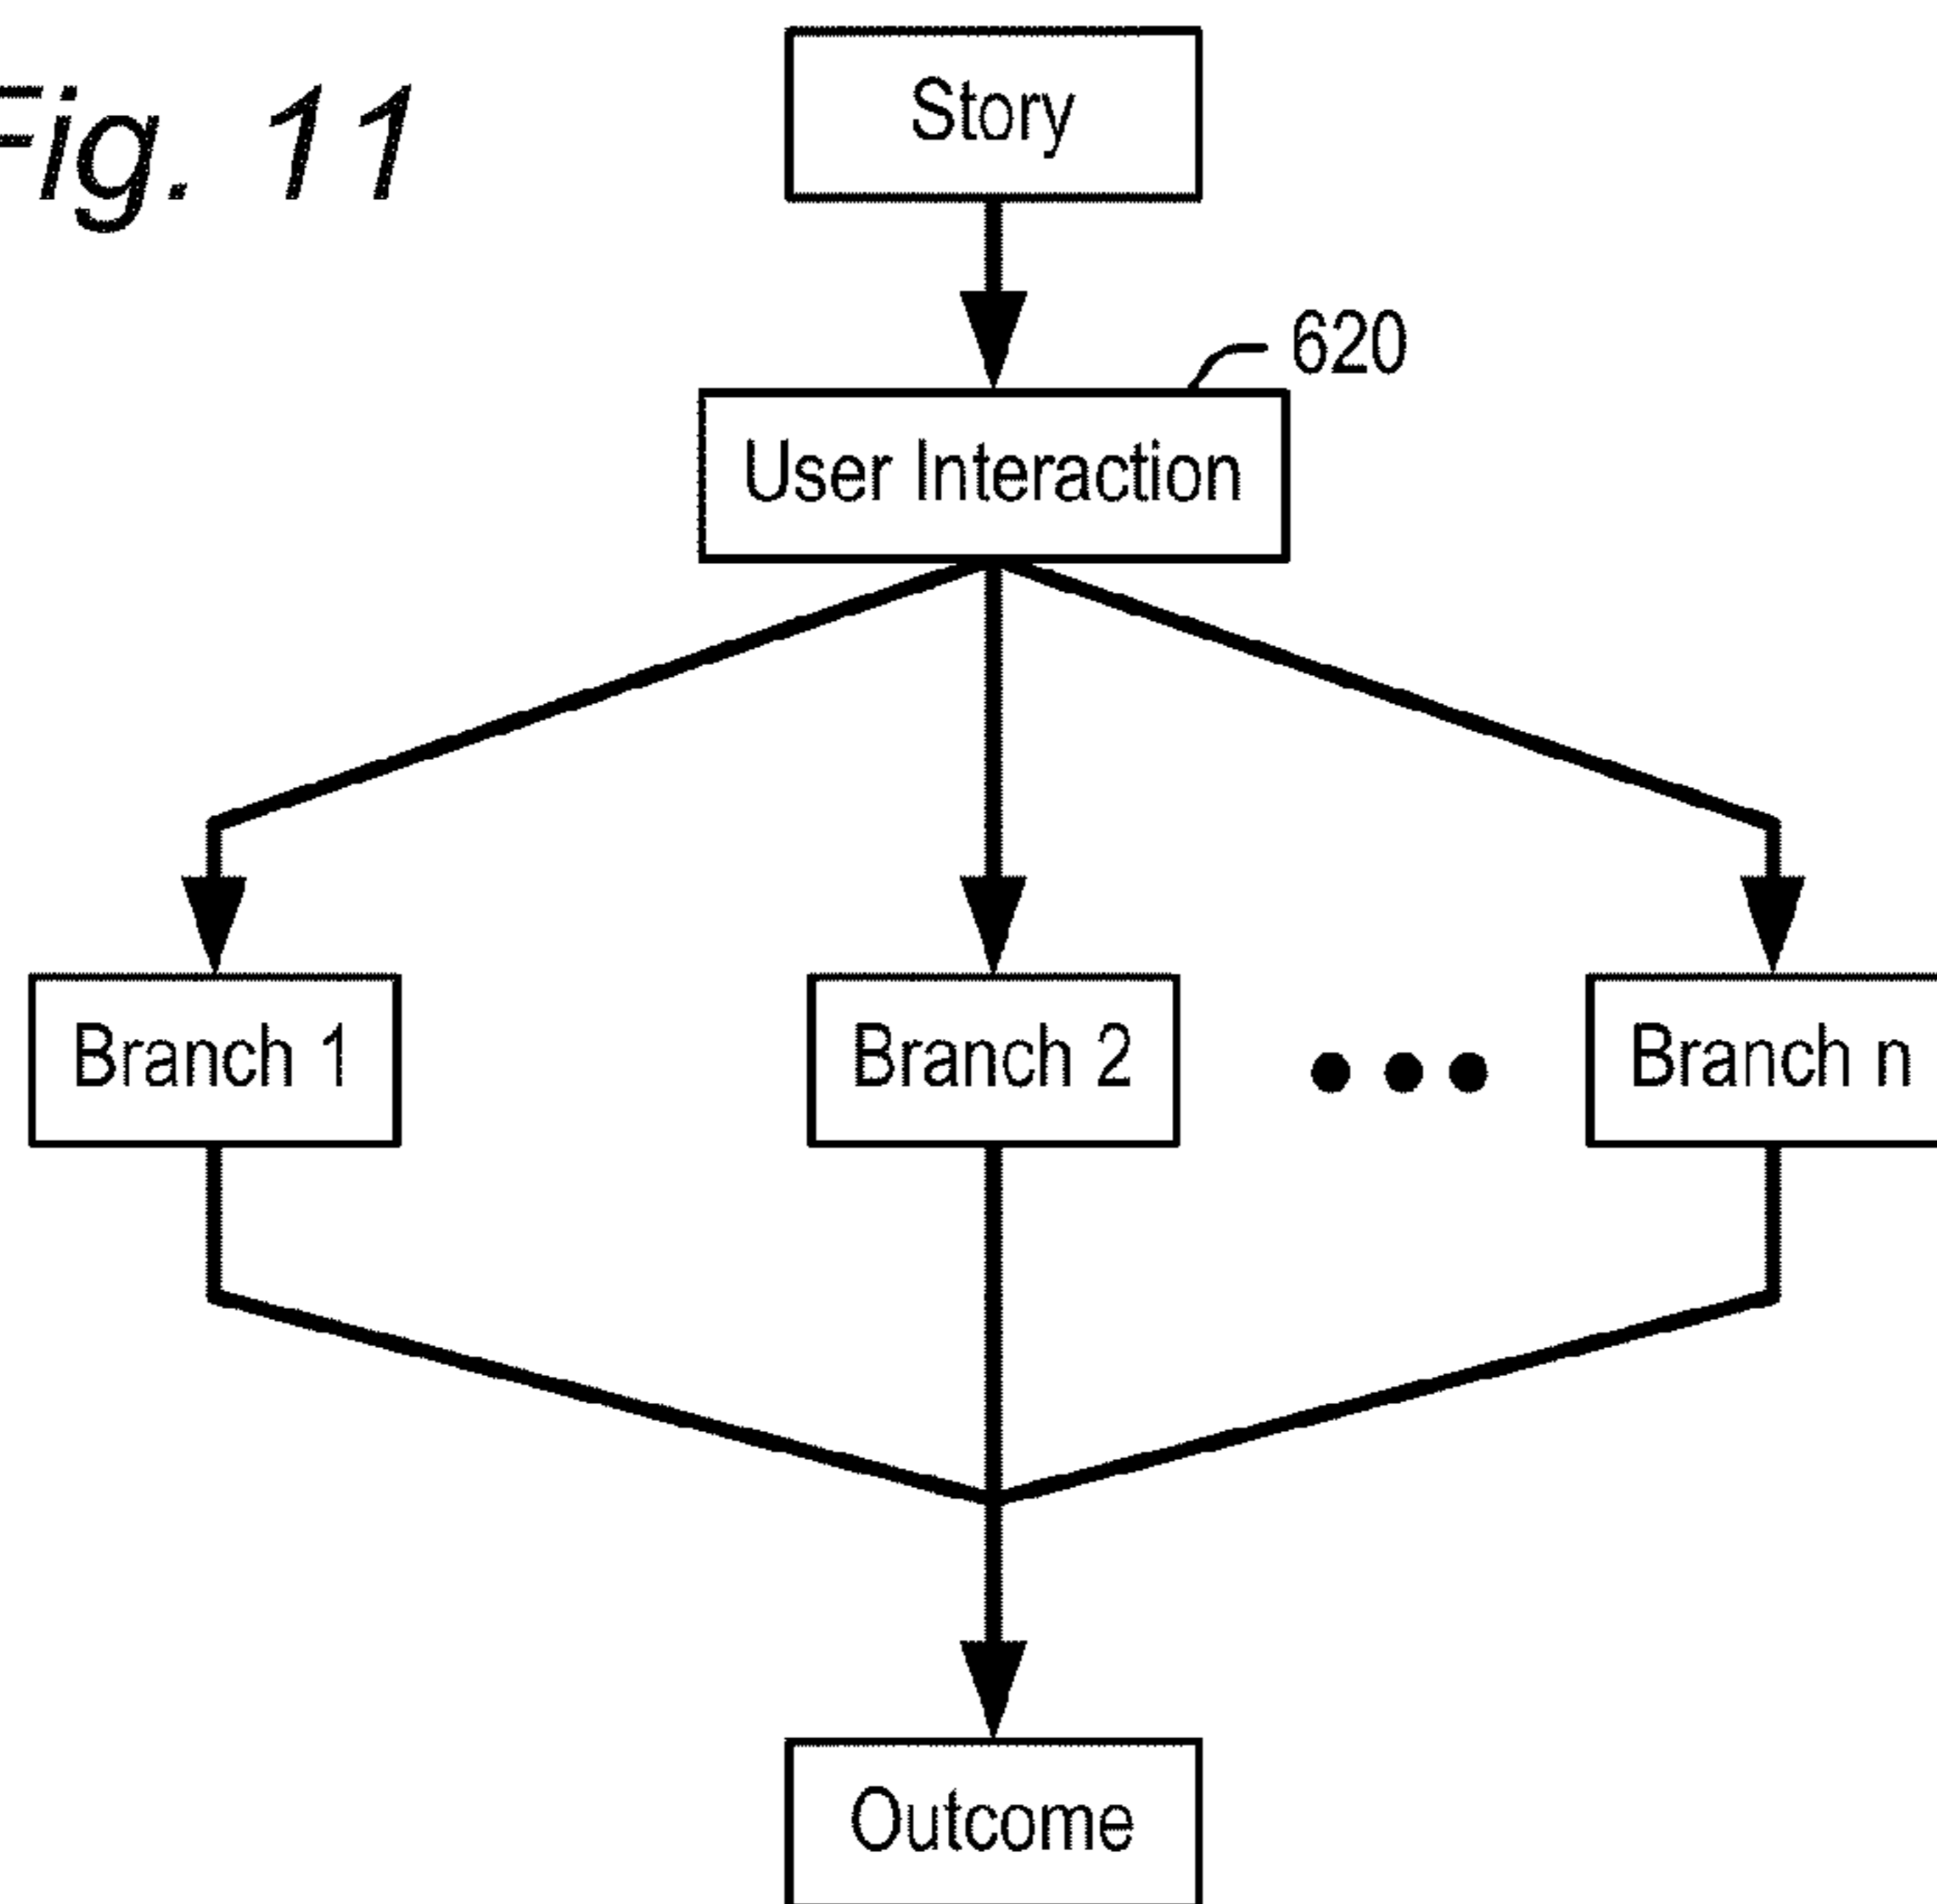 Fig. 11
Story
620
User Interaction
Branch 1
Branch 2
Branch n
Outcome